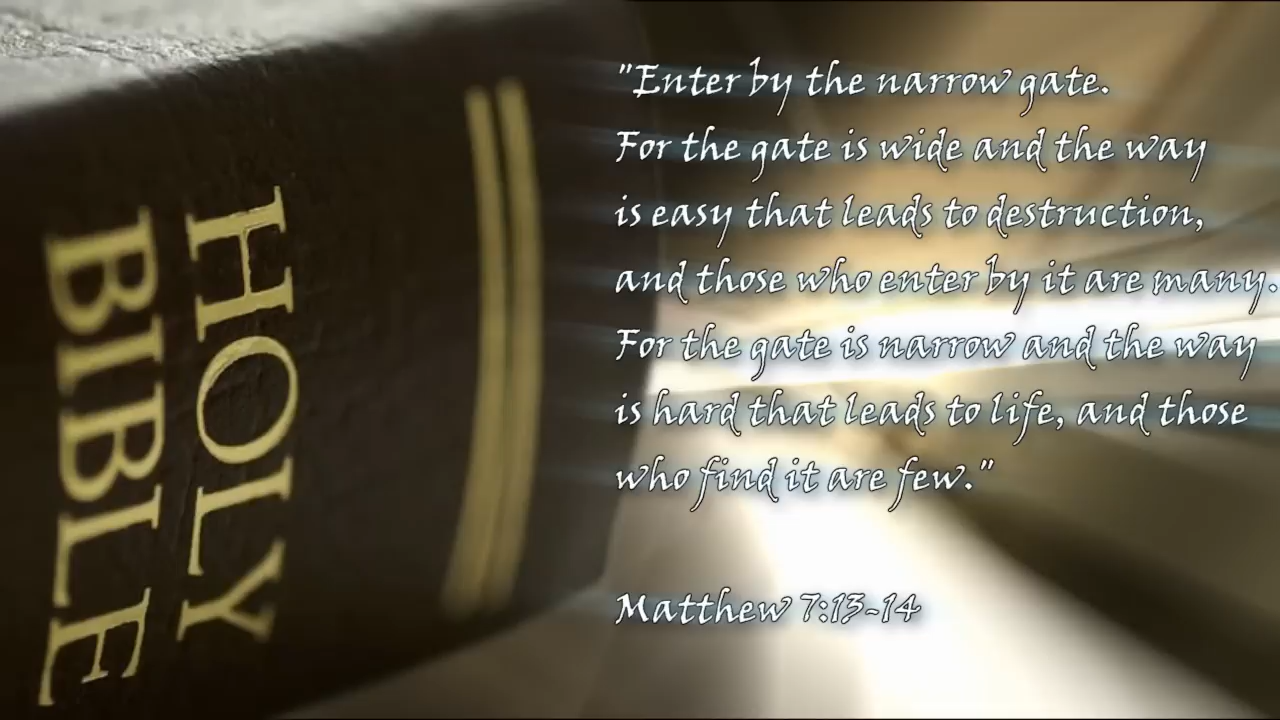 HOLY
BIBLE
"Enter by the narrow gate.
For the gate is wide and the way
is easy that leads to destruction,
and those who enter by it are many.
For the gate is narrow and the way
is hard that leads to life, and those
who find it are few."
Matthew 7:13-14